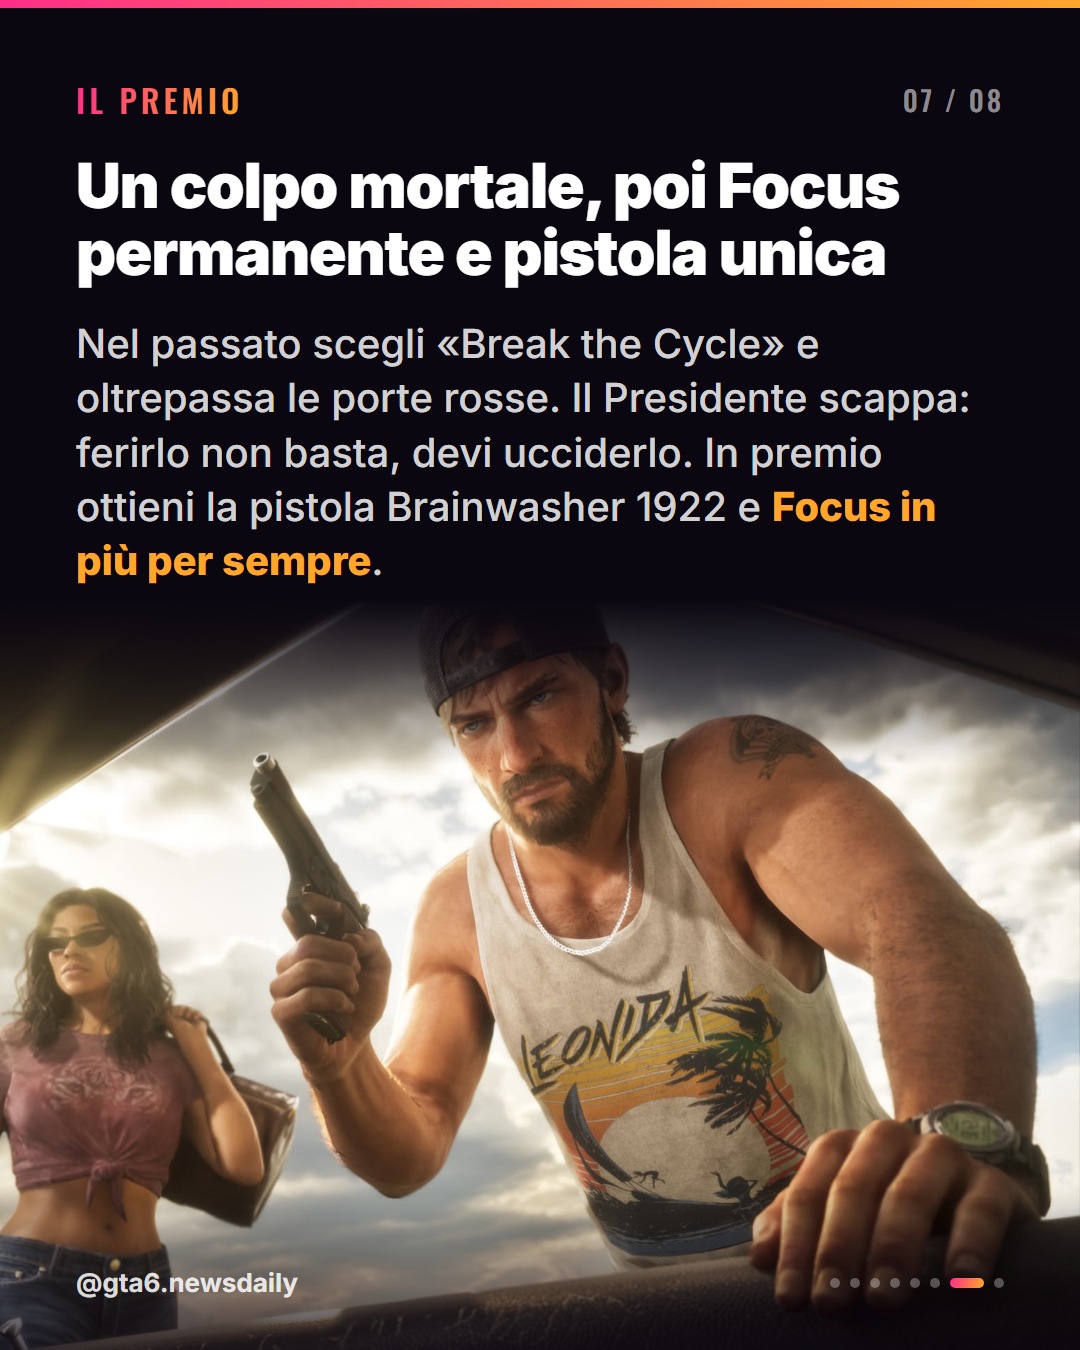 IL PREMIO
07 / 08
Un colpo mortale, poi Focus
permanente e pistola unica
Nel passato scegli «Break the Cycle» e
oltrepassa le porte rosse. Il Presidente scappa:
ferirlo non basta, devi ucciderlo. In premio
ottieni la pistola Brainwasher 1922 e Focus in
più per sempre.
LEONIDA
@gta6.newsdaily